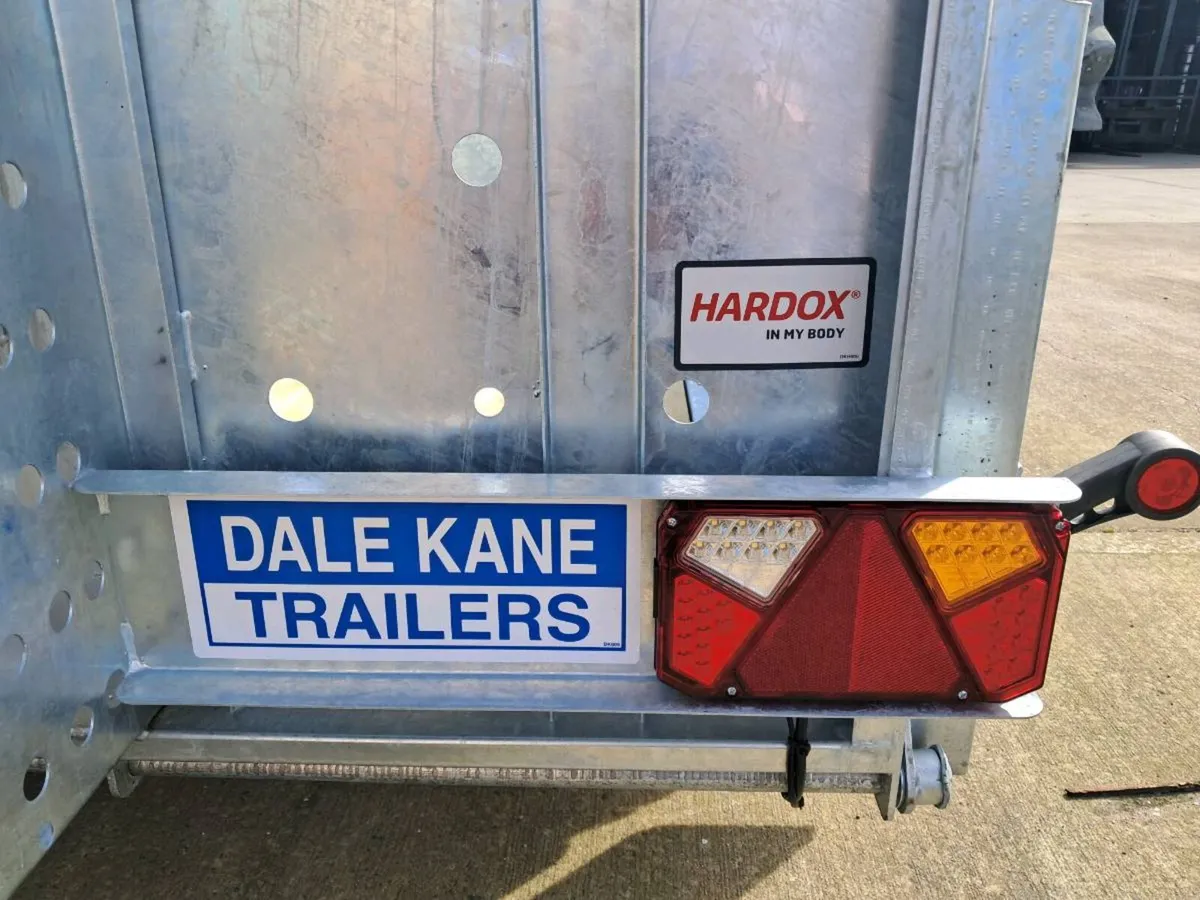 HARDOX®
IN MY BODY
DALE KANE
TRAILERS